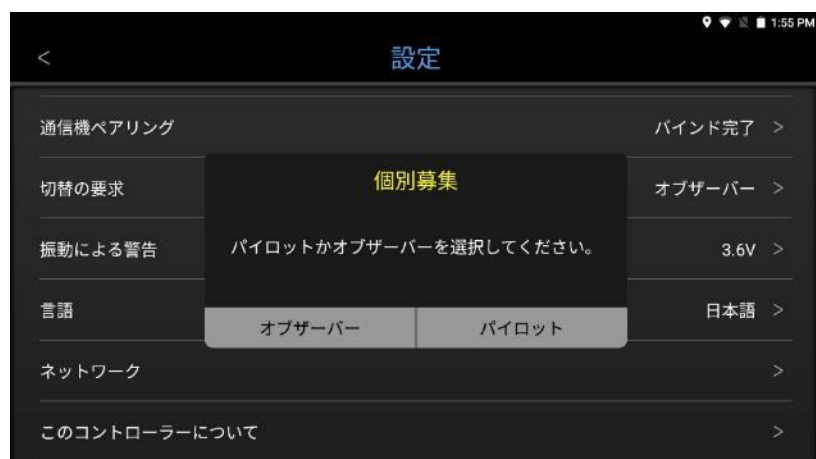 1:55 PM
<
設定
通信機ペアリング
バインド完了 >
切替の要求
オブザーバー >
個別募集
パイロットかオブザーバーを選択してください。
オブザーバー
パイロット
振動による警告
3.6V >
言語
日本語 >
ネットワーク
>
このコントローラーについて
>